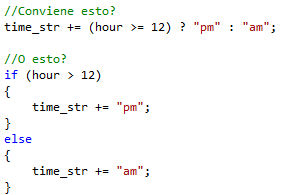 //Conviene esto?
time_str += (hour >= 12) ? "pm" : "am";
//O esto?
if (hour > 12)
{
    time_str += "pm";
}
else
{
    time_str += "am";
}